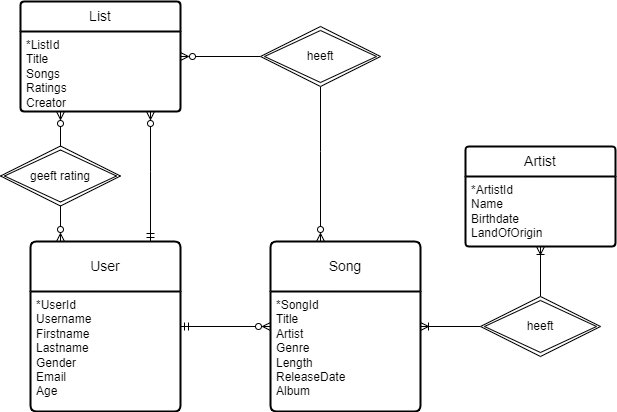 List
*ListId
Title
Songs
Ratings
Creator
heeft
geeft rating
Artist
*ArtistId
Name
Birthdate
LandOfOrigin
User
*UserId
Username
Firstname
Lastname
Gender
Email
Age
Song
*SongId
Title
Artist
Genre
Length
ReleaseDate
Album
heeft